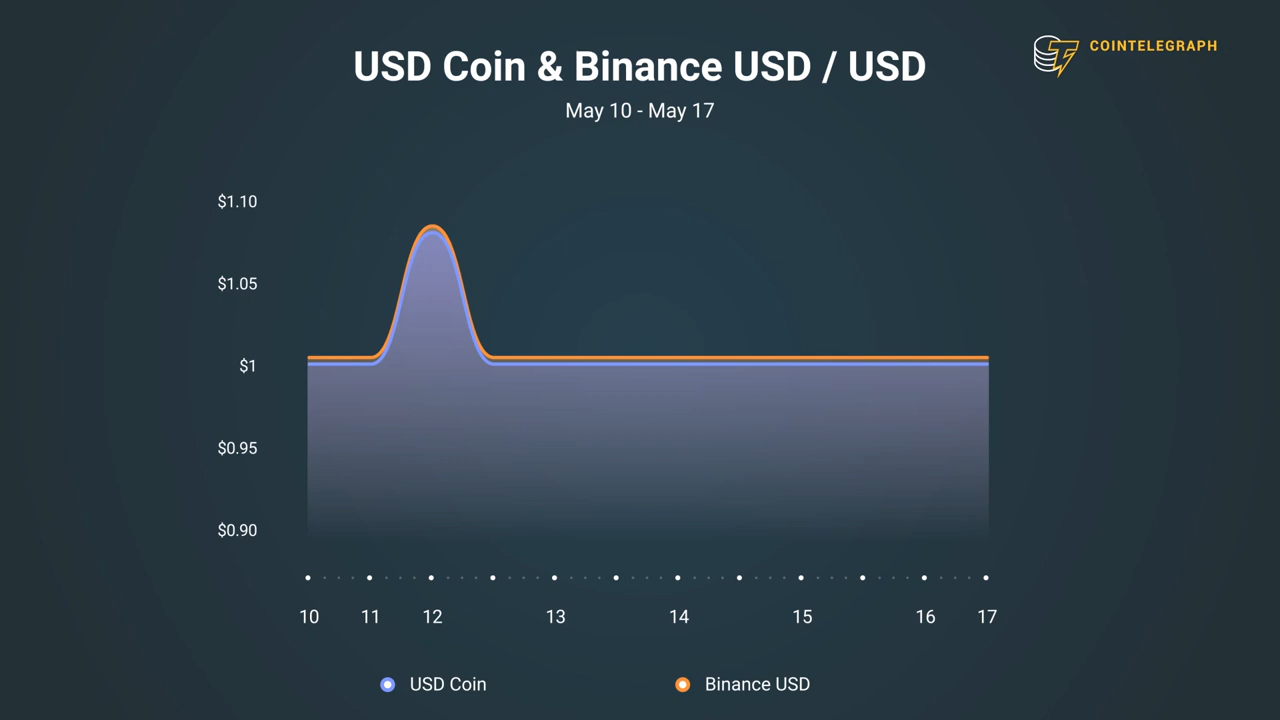 USD Coin & Binance USD / USD
COINTELEGRAPH
May 10 - May 17
$1.10
$1.05
$1
$0.95
$0.90
10 11 12 13 14 15 16 17
USD Coin Binance USD